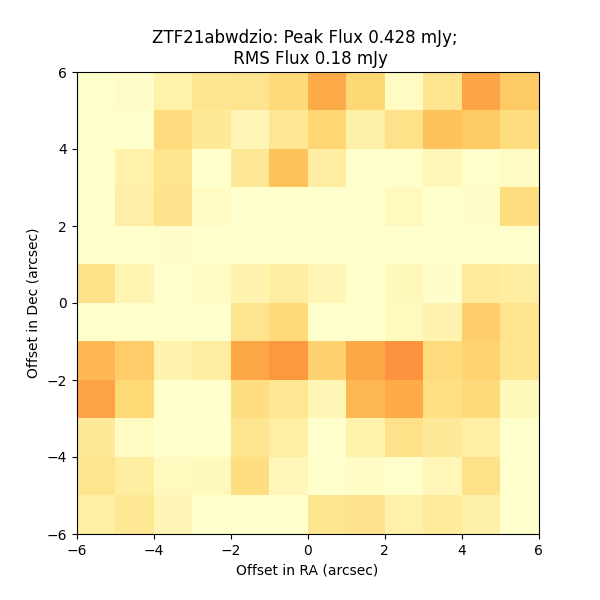 ZTF21abwdzio: Peak Flux 0.428 mJy;
RMS Flux 0.18 mJy
6
4
2
0
−2
−4
−6
Offset in Dec (arcsec)
−6 −4 −2 0 2 4 6
Offset in RA (arcsec)